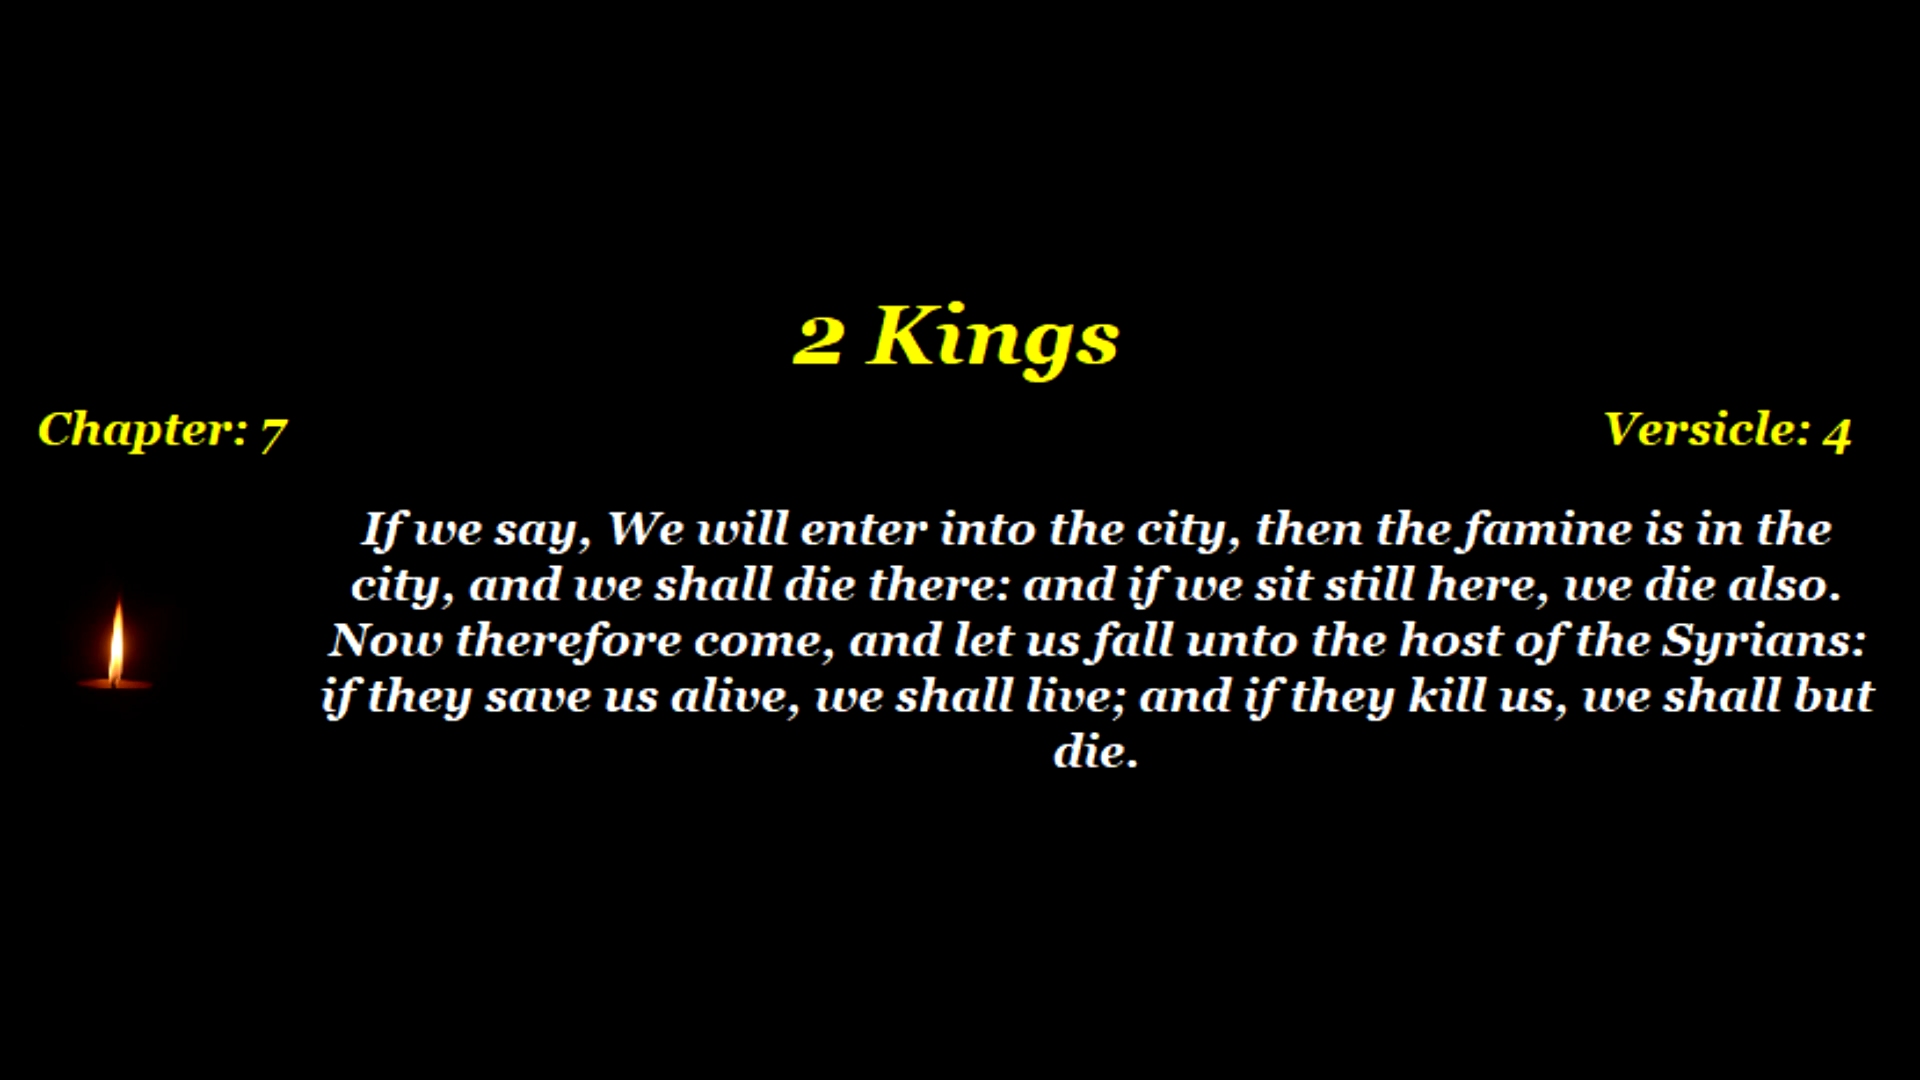 2 Kings
Chapter: 7
Versicle: 4
If we say, We will enter into the city, then the famine is in the
city, and we shall die there: and if we sit still here, we die also.
Now therefore come, and let us fall unto the host of the Syrians:
if they save us alive, we shall live; and if they kill us, we shall but
die.